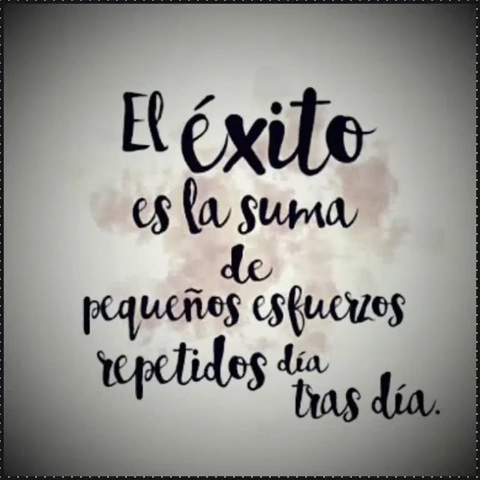 El éxito
es la suma
de
pequeños esfuerzos
repetidos día
tras día.